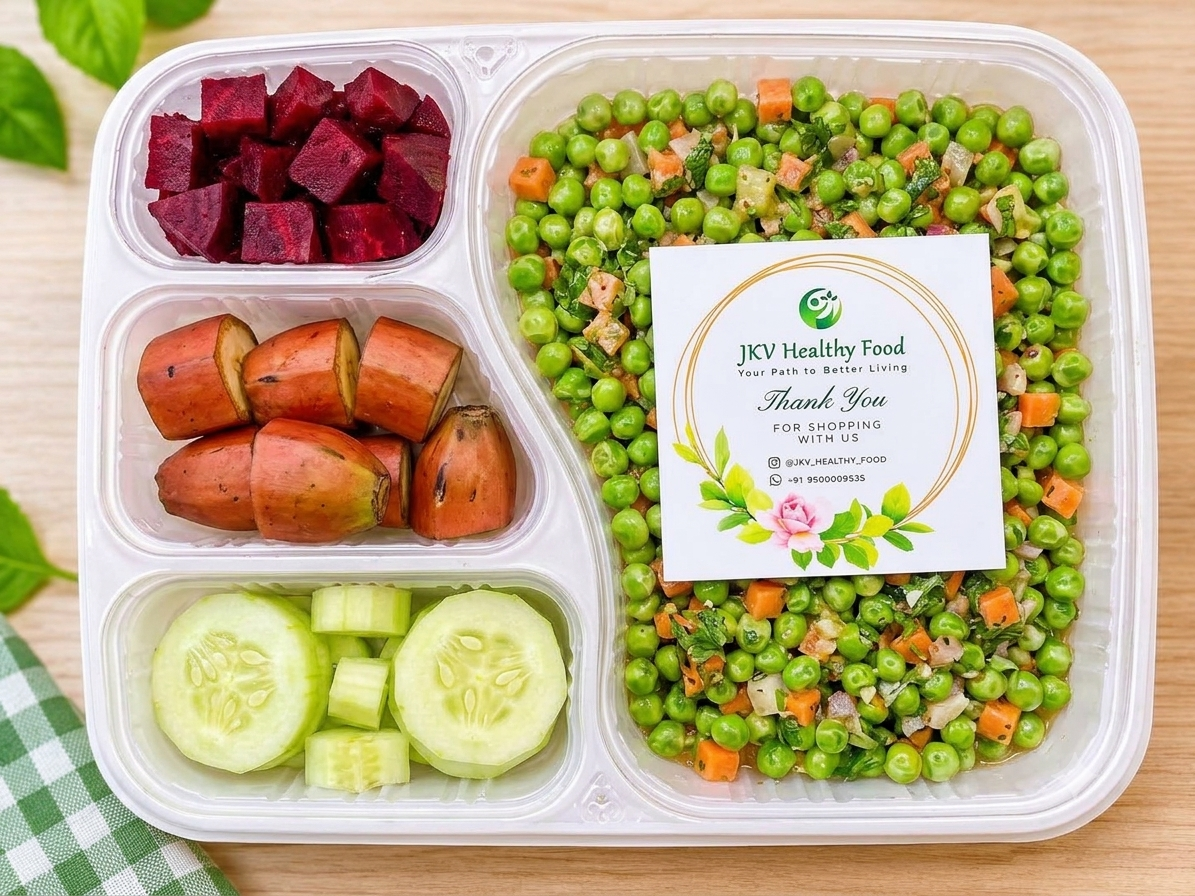 JKV Healthy Food
Your Path to Better Living
Thank You
FOR SHOPPING
WITH US
@JKV_HEALTHY_FOOD
+91 9500009535